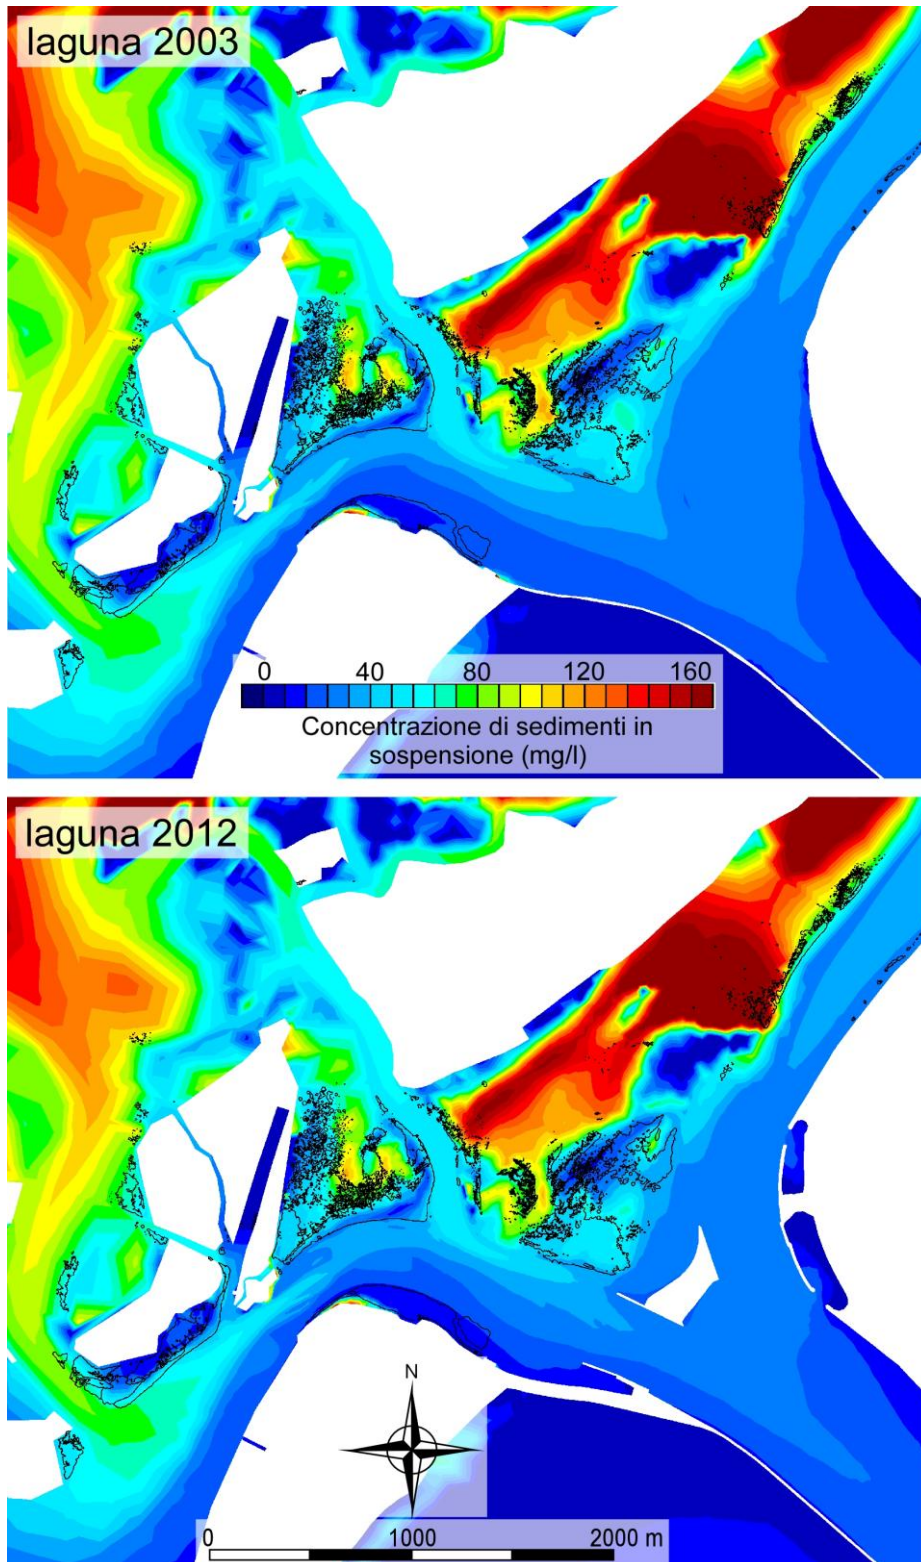 laguna 2003
0 40 80 120 160
Concentrazione di sedimenti in
sospensione (mg/l)
laguna 2012
N
0 1000 2000 m